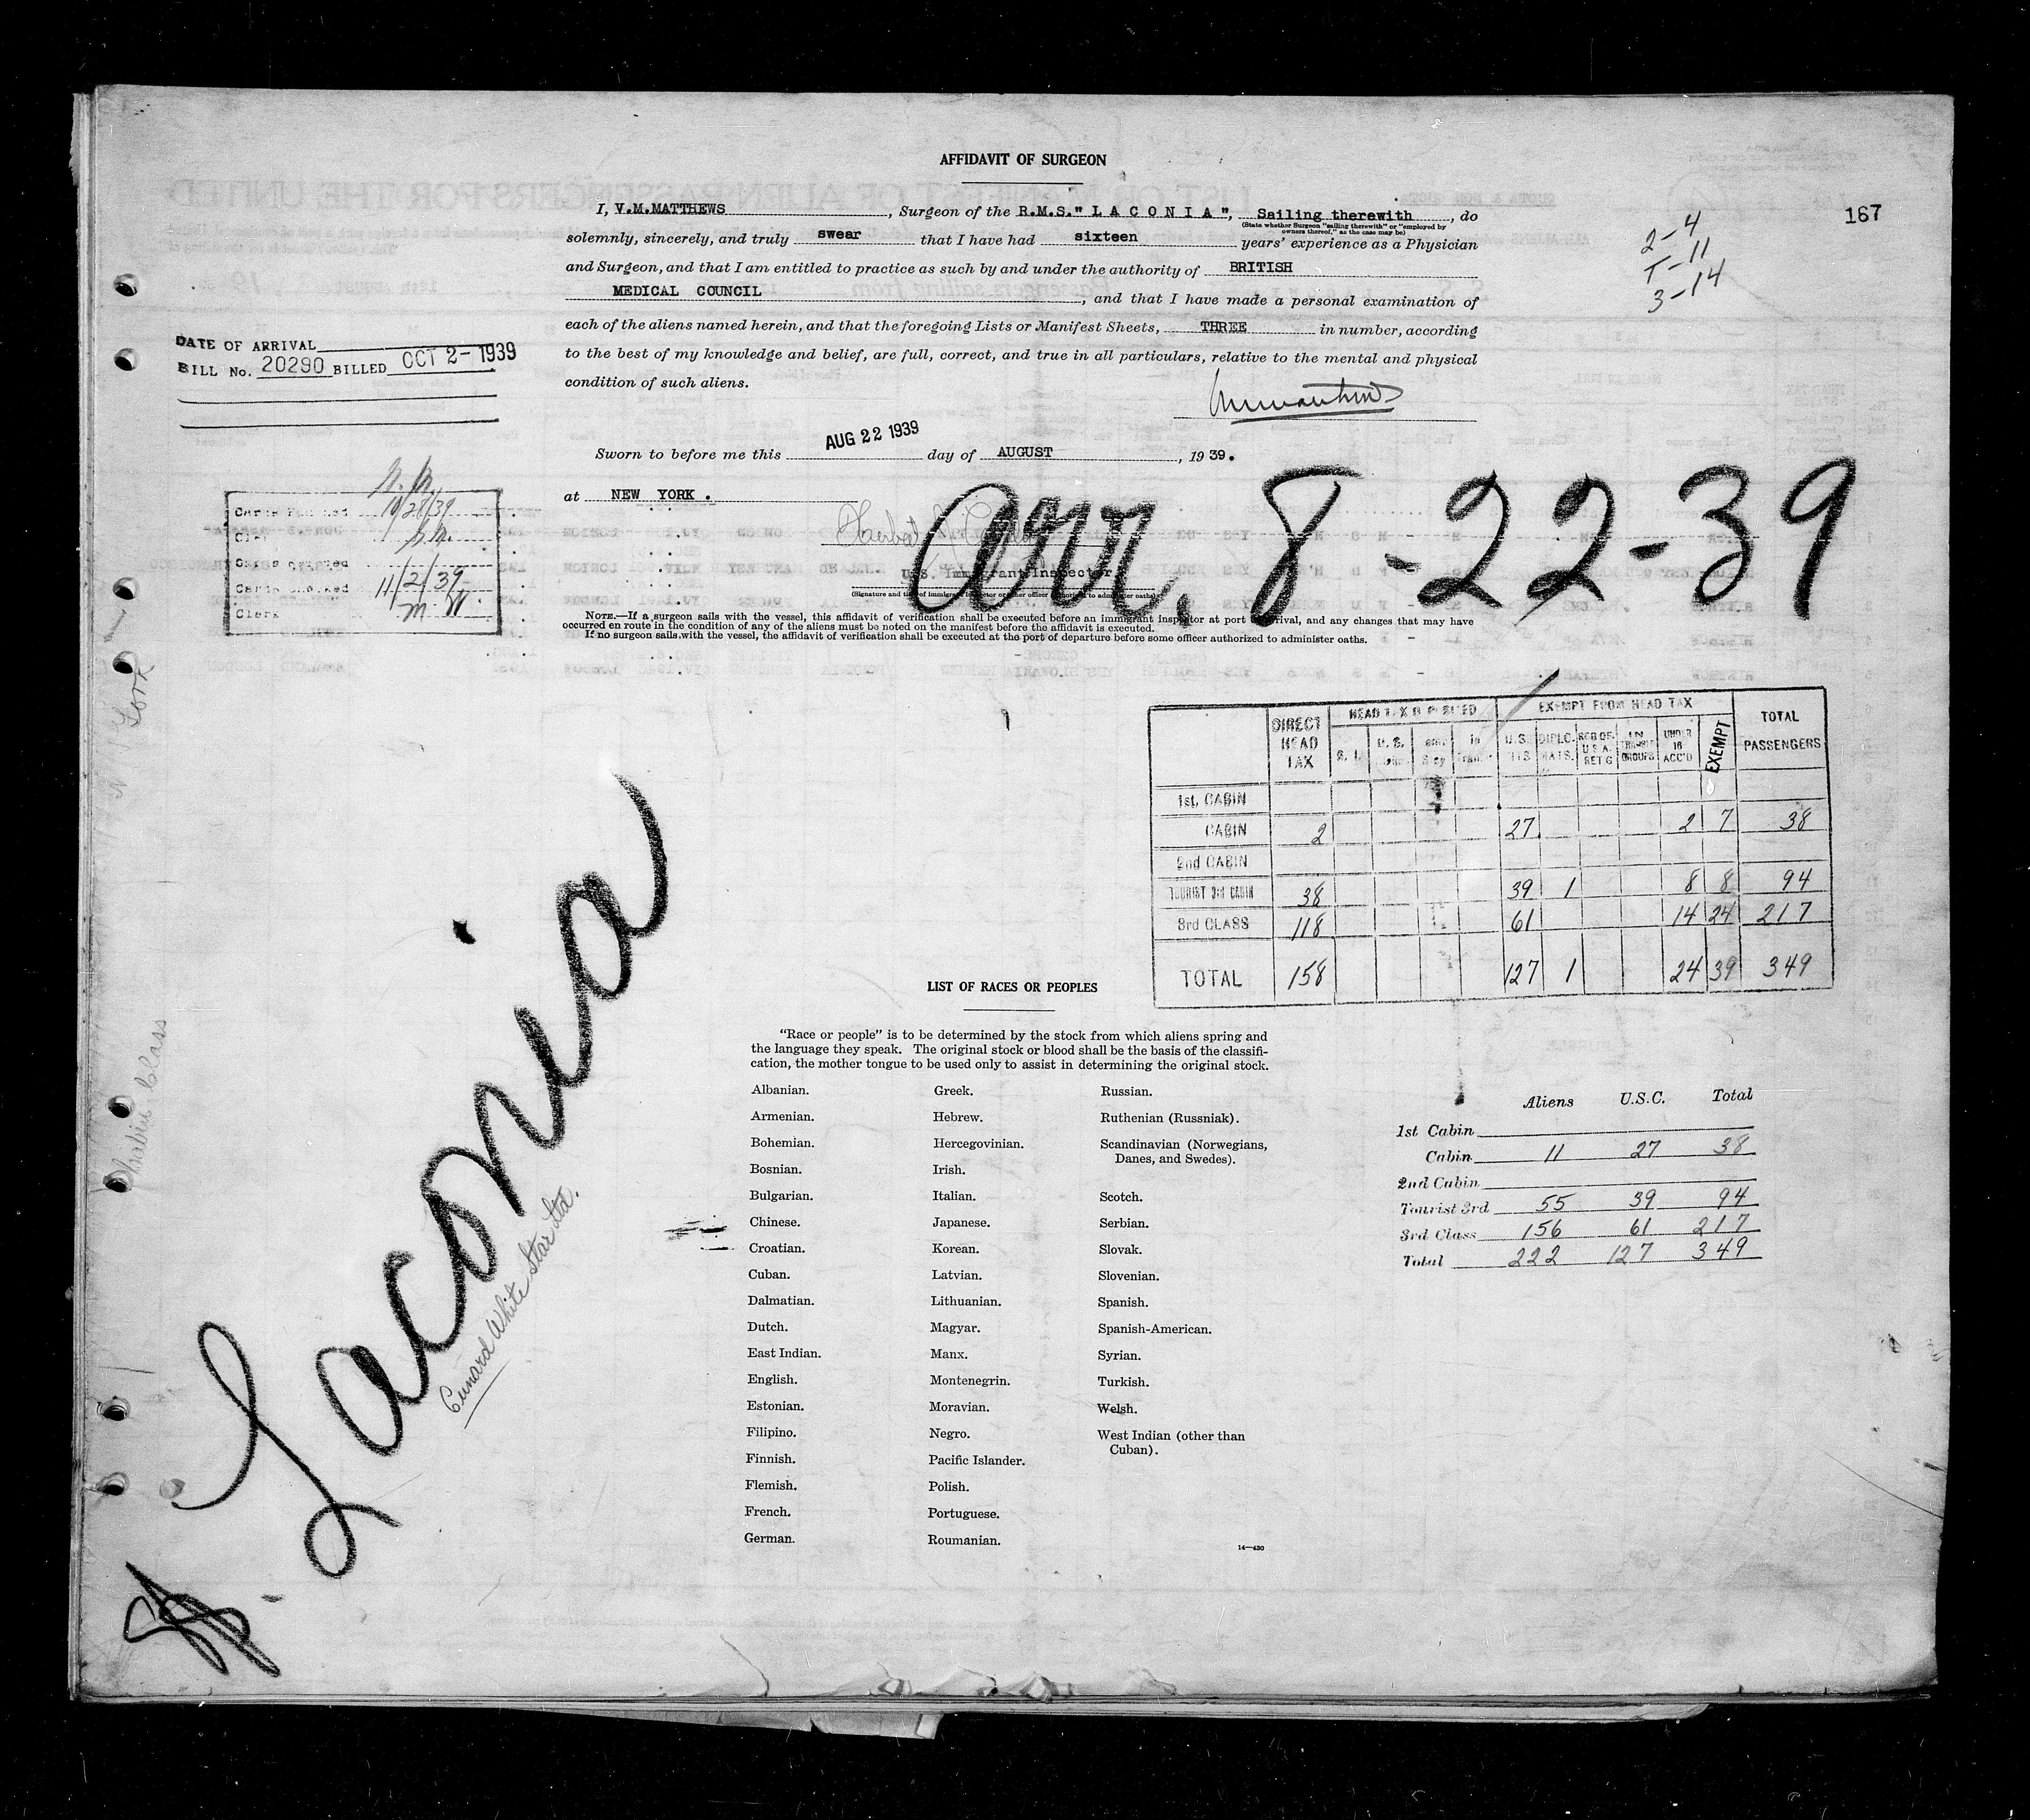 AFFIDAVIT OF SURGEON
167
I, V.M.MATTHEWS, Surgeon of the R.M.S." L A C O N I A ", Sailing therewith, do
(State whether Surgeon "sailing therewith" or "employed by
owners thereof," as the case may be)
solemnly, sincerely, and truly swear that I have had sixteen years' experience as a Physician
and Surgeon, and that I am entitled to practice as such by and under the authority of BRITISH
MEDICAL COUNCIL, and that I have made a personal examination of
each of the aliens named herein, and that the foregoing Lists or Manifest Sheets, THREE in number, according
to the best of my knowledge and belief, are full, correct, and true in all particulars, relative to the mental and physical
condition of such aliens.
2-4
T-11
3-14
DATE OF ARRIVAL
BILL No. 20290 BILLED OCT 2- 1939
Sworn to before me this AUG 22 1939 day of AUGUST, 19 39.
at NEW YORK.
arr. 8-22-39
U.S. Immigrant Inspector
10/28/39
11/2/39
Clerk
M. W.
NOTE.—If a surgeon sails with the vessel, this affidavit of verification shall be executed before an immigrant inspector at port of arrival, and any changes that may have
occurred en route in the condition of any of the aliens must be noted on the manifest before the affidavit is executed.
If no surgeon sails with the vessel, the affidavit of verification shall be executed at the port of departure before some officer authorized to administer oaths.
DIRECT HEAD TAX
EXEMPT FROM HEAD TAX
TOTAL PASSENGERS
U.S. DIPLOMATS. UNDER 16 ACC'D EXEMPT
1st. CABIN
CABIN 2 27 2 7 38
2nd CABIN
TOURIST 3rd CABIN 38 39 1 8 8 94
3rd CLASS 118 61 14 24 217
TOTAL 158 127 1 24 39 349
Laconia
Cunard White Star Ltd.
LIST OF RACES OR PEOPLES
"Race or people" is to be determined by the stock from which aliens spring and
the language they speak. The original stock or blood shall be the basis of the classifi-
cation, the mother tongue to be used only to assist in determining the original stock.
Albanian.
Armenian.
Bohemian.
Bosnian.
Bulgarian.
Chinese.
Croatian.
Cuban.
Dalmatian.
Dutch.
East Indian.
English.
Estonian.
Filipino.
Finnish.
Flemish.
French.
German.
Greek.
Hebrew.
Hercegovinian.
Irish.
Italian.
Japanese.
Korean.
Latvian.
Lithuanian.
Magyar.
Manx.
Montenegrin.
Moravian.
Negro.
Pacific Islander.
Polish.
Portuguese.
Roumanian.
Russian.
Ruthenian (Russniak).
Scandinavian (Norwegians,
Danes, and Swedes).
Scotch.
Serbian.
Slovak.
Slovenian.
Spanish.
Spanish-American.
Syrian.
Turkish.
Welsh.
West Indian (other than
Cuban).
14—430
Aliens U.S.C. Total
1st Cabin
Cabin 11 27 38
2nd Cabin
Tourist 3rd 55 39 94
3rd Class 156 61 217
Total 222 127 349